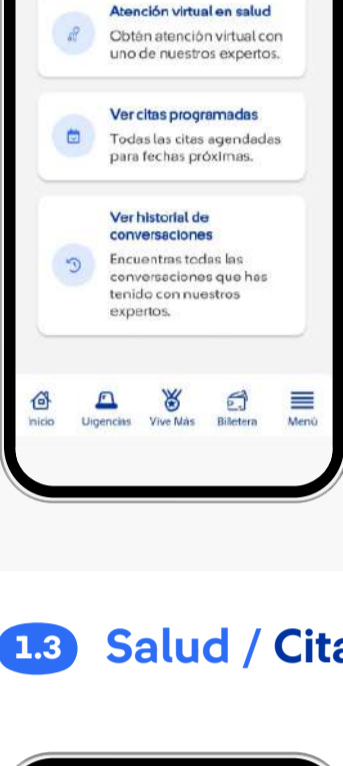 Atención virtual en salud
Obtén atención virtual con
uno de nuestros expertos.
Ver citas programadas
Todas las citas agendadas
para fechas próximas.
Ver historial de
conversaciones
Encuentras todas las
conversaciones que has
tenido con nuestros
expertos.
Inicio Urgencias Vive Más Billetera Menú
1.3 Salud / Cita